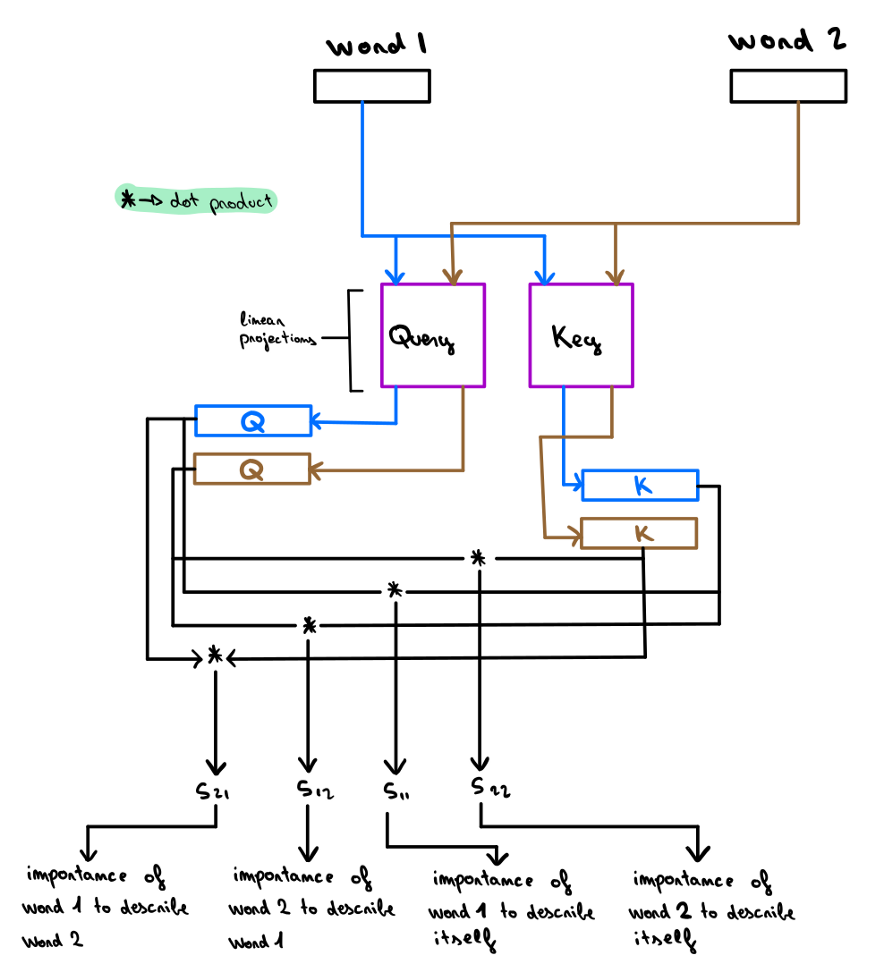 word 1
word 2
* → dot product
linear
projections
Query
Key
Q
Q
K
K
*
*
*
*
S21
S12
S11
S22
importance of
word 1 to describe
word 2
importance of
word 2 to describe
word 1
importance of
word 1 to describe
itself
importance of
word 2 to describe
itself